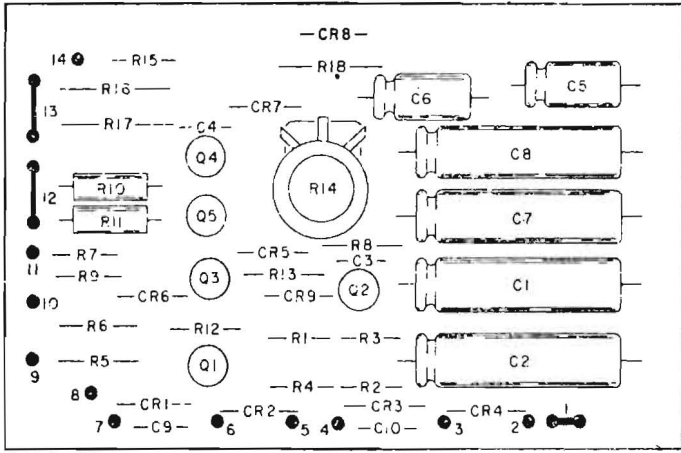 CR8
14 R15 R18
R16 C6 C5
13 CR7
R17 C4
Q4 C8
R10 R14
12
R11 Q5 C7
R8
11 R7 CR5 C3
R9 Q3 R13 Q2 C1
10 CR6 CR9
R6 R12
R1 R3
9 R5 Q1 C2
8 R4 R2
CR1 CR2 CR3 CR4 1
7 C9 6 5 4 C10 3 2